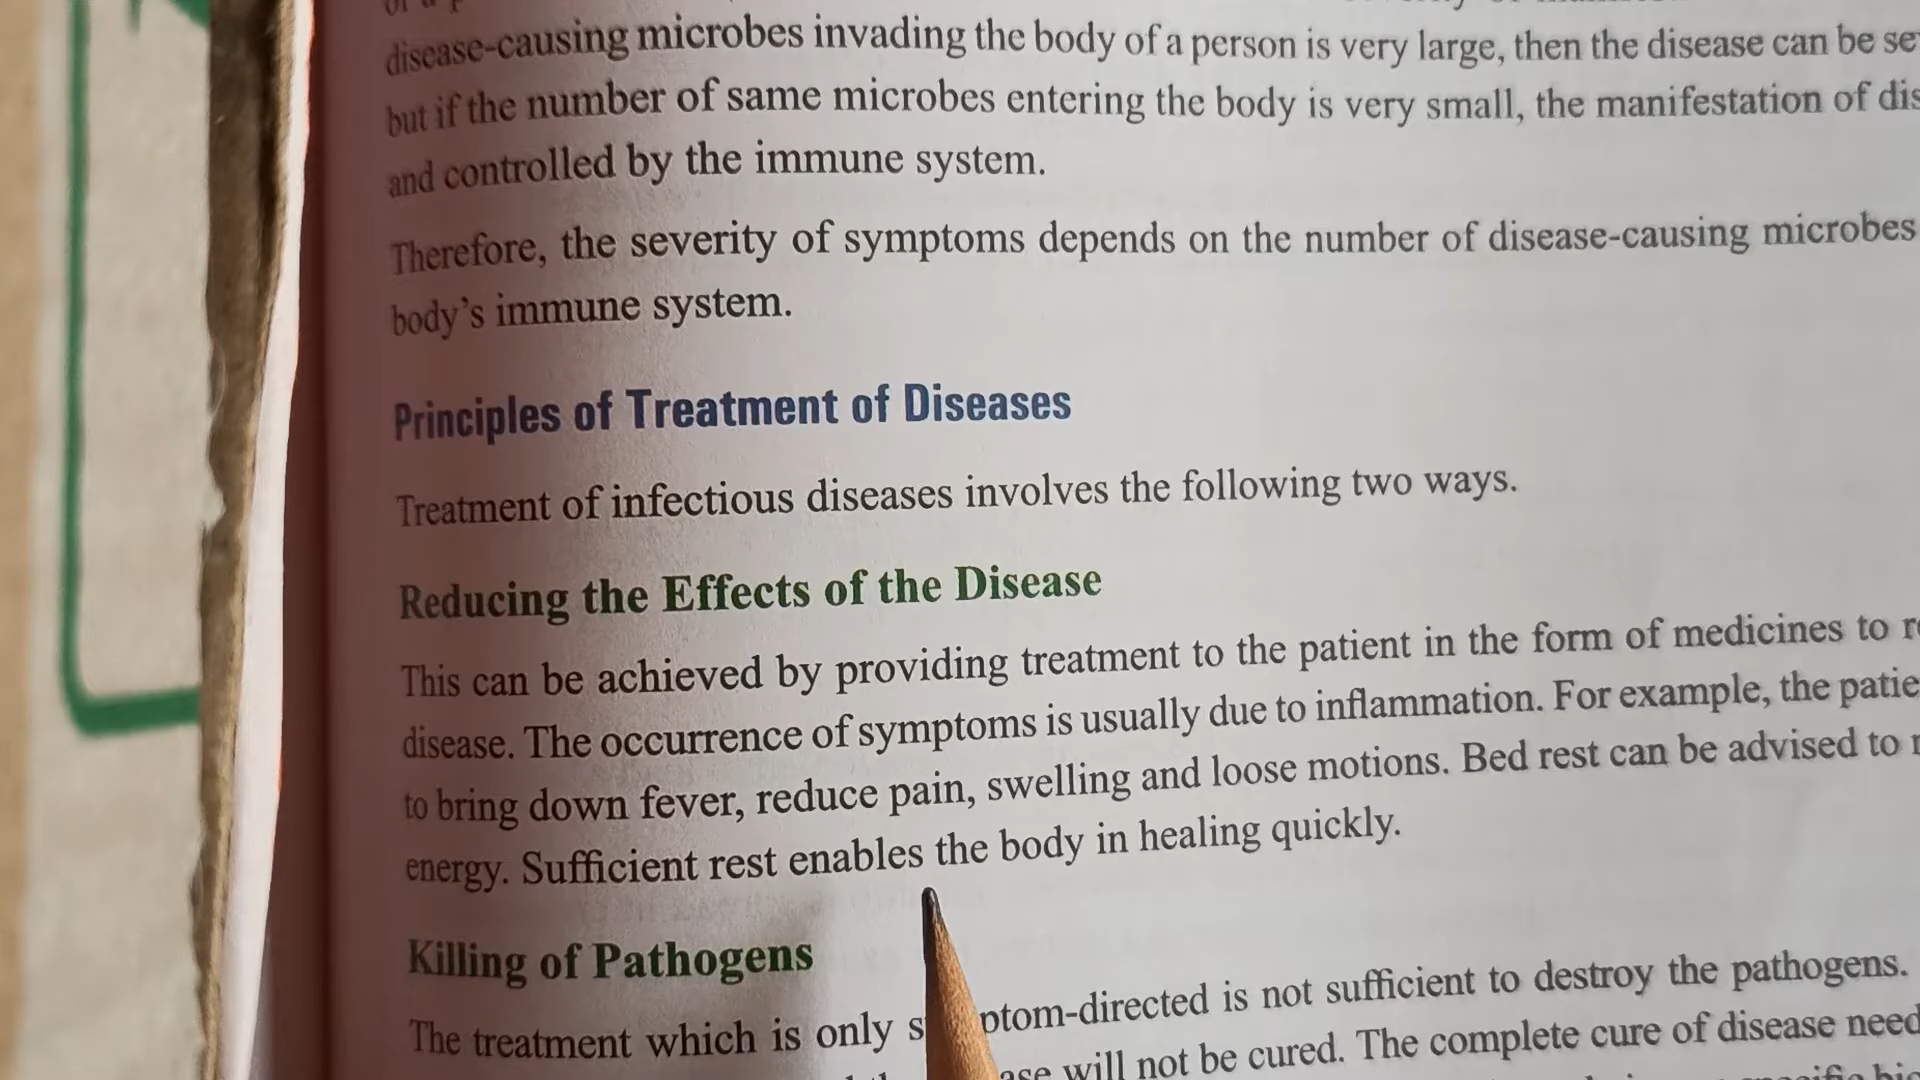 disease-causing microbes invading the body of a person is very large, then the disease can be
but if the number of same microbes entering the body is very small, the manifestation of
and controlled by the immune system.
Therefore, the severity of symptoms depends on the number of disease-causing microbes
body's immune system.
Principles of Treatment of Diseases
Treatment of infectious diseases involves the following two ways.
Reducing the Effects of the Disease
This can be achieved by providing treatment to the patient in the form of medicines to
disease. The occurrence of symptoms is usually due to inflammation. For example, the
to bring down fever, reduce pain, swelling and loose motions. Bed rest can be advised to
energy. Sufficient rest enables the body in healing quickly.
Killing of Pathogens
The treatment which is only is not sufficient to destroy the pathogens.
will not be cured. The complete cure of disease